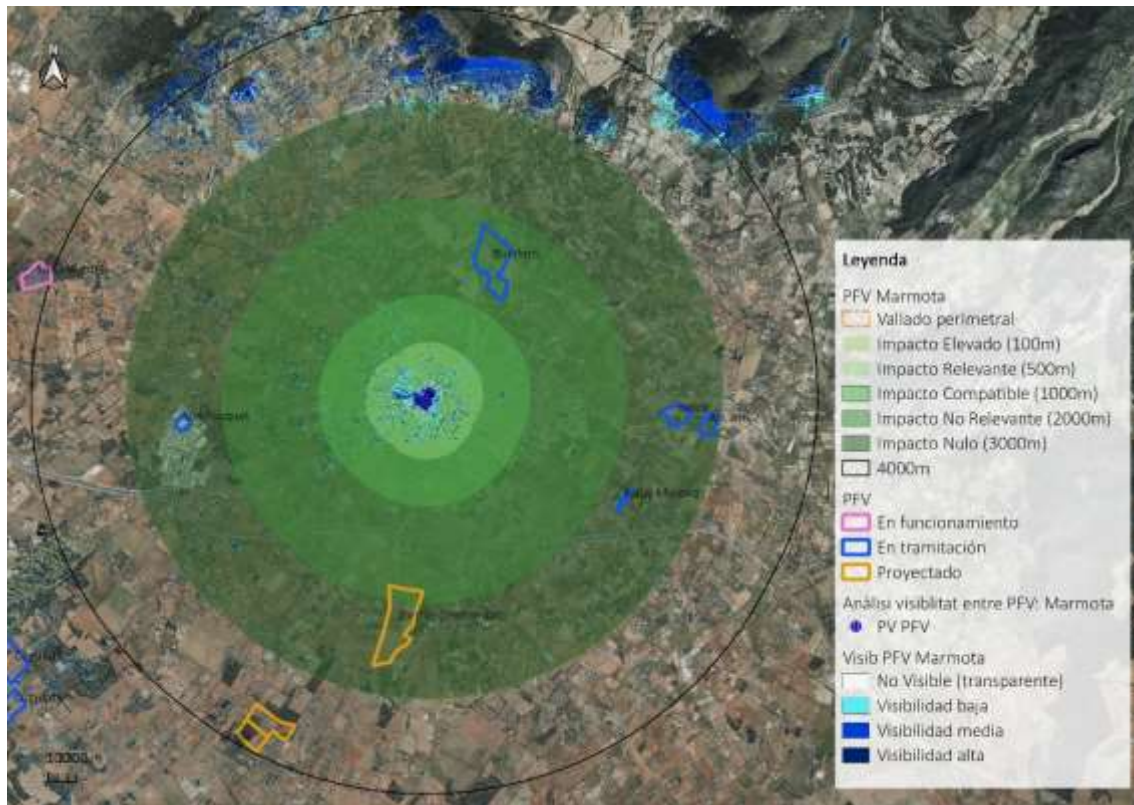 N
Leyenda
PFV Marmota
Vallado perimetral
Impacto Elevado (100m)
Impacto Relevante (500m)
Impacto Compatible (1000m)
Impacto No Relevante (2000m)
Impacto Nulo (3000m)
4000m
PFV
En funcionamiento
En tramitación
Proyectado
Anàlisi visiblitat entre PFV: Marmota
PV PFV
Visib PFV Marmota
No Visible (transparente)
Visibilidad baja
Visibilidad media
Visibilidad alta